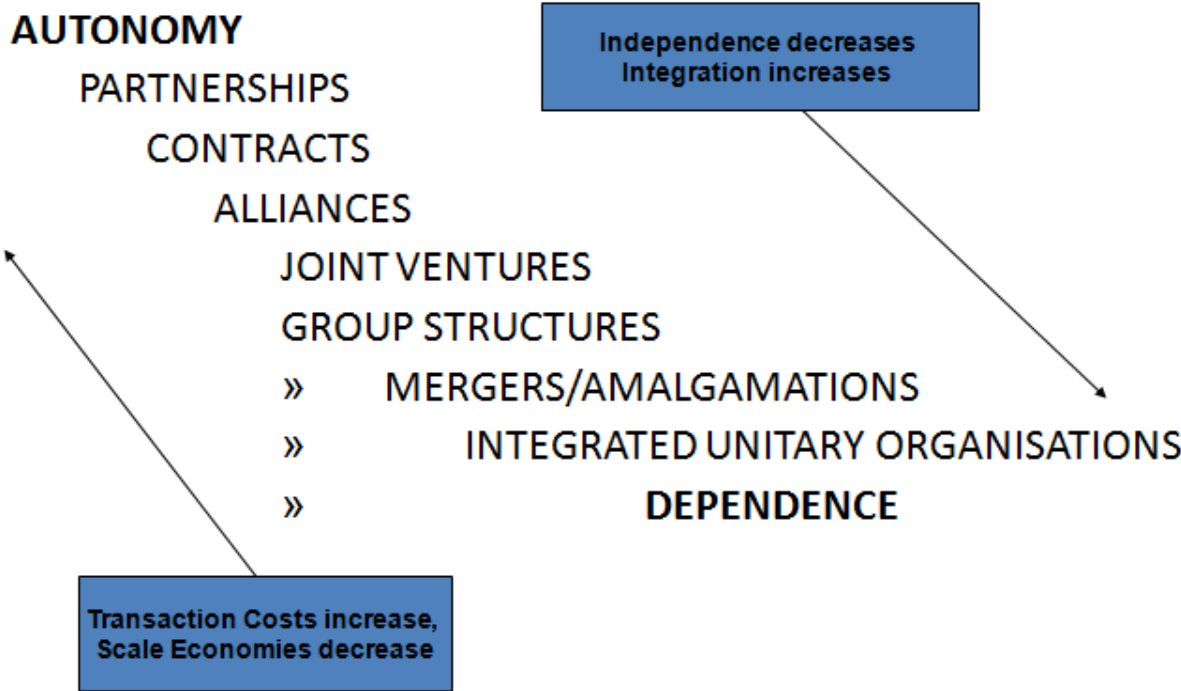 AUTONOMY
Independence decreases
Integration increases
PARTNERSHIPS
CONTRACTS
ALLIANCES
JOINT VENTURES
GROUP STRUCTURES
» MERGERS/AMALGAMATIONS
» INTEGRATED UNITARY ORGANISATIONS
» DEPENDENCE
Transaction Costs increase,
Scale Economies decrease